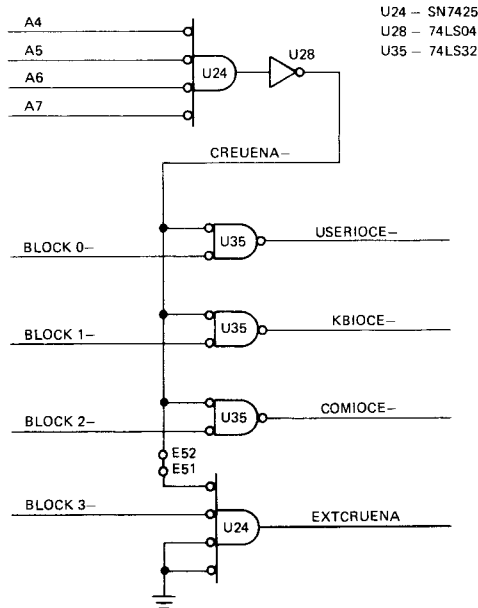 U24 – SN7425
U28 – 74LS04
U35 – 74LS32
A4
A5
A6
A7
U24
U28
CREUENA–
BLOCK 0–
U35
USERIOCE–
BLOCK 1–
U35
KBIOCE–
BLOCK 2–
U35
COMIOCE–
E52
E51
BLOCK 3–
U24
EXTCRUENA